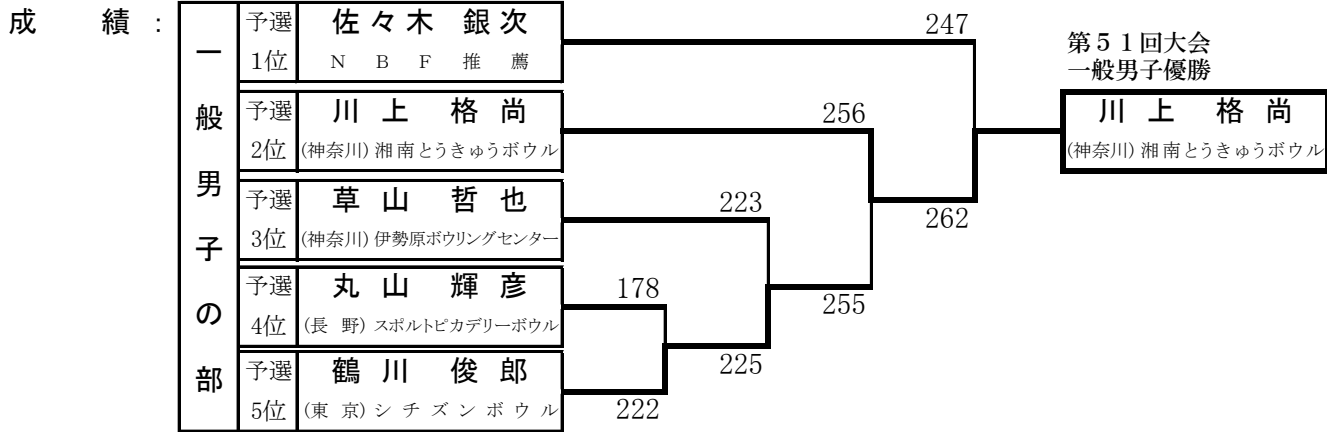 成績：
一般男子の部
予選
1位
佐々木 銀次
ＮＢＦ推薦
247
第５１回大会
一般男子優勝
川上 格尚
(神奈川) 湘南とうきゅうボウル
予選
2位
川上 格尚
(神奈川) 湘南とうきゅうボウル
256
予選
3位
草山 哲也
(神奈川) 伊勢原ボウリングセンター
223
262
予選
4位
丸山 輝彦
(長 野) スポルトピカデリーボウル
178
255
225
予選
5位
鶴川 俊郎
(東 京) シチズンボウル
222